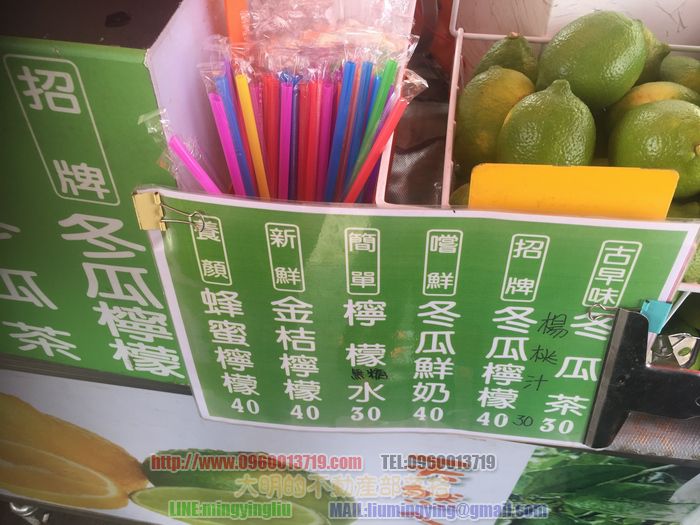 招牌
冬瓜檸檬
瓜茶
古早味
冬瓜茶
30
楊桃汁
30
招牌
冬瓜檸檬
40
嚐鮮
冬瓜鮮奶
40
簡單
檸檬水
黑糖
30
新鮮
金桔檸檬
40
養顏
蜂蜜檸檬
40
http://www.0960013719.com TEL:0960013719
大明的不動產部落格
LINE:mingyingliu MAIL:liumingying@gmail.com